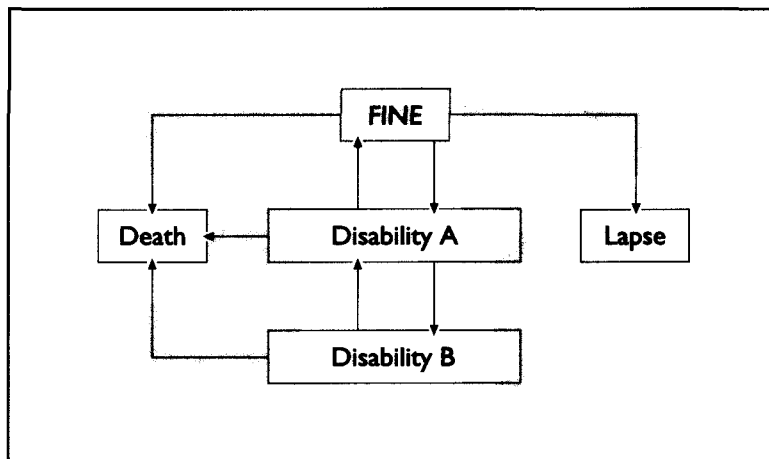 FINE
Death
Disability A
Lapse
Disability B